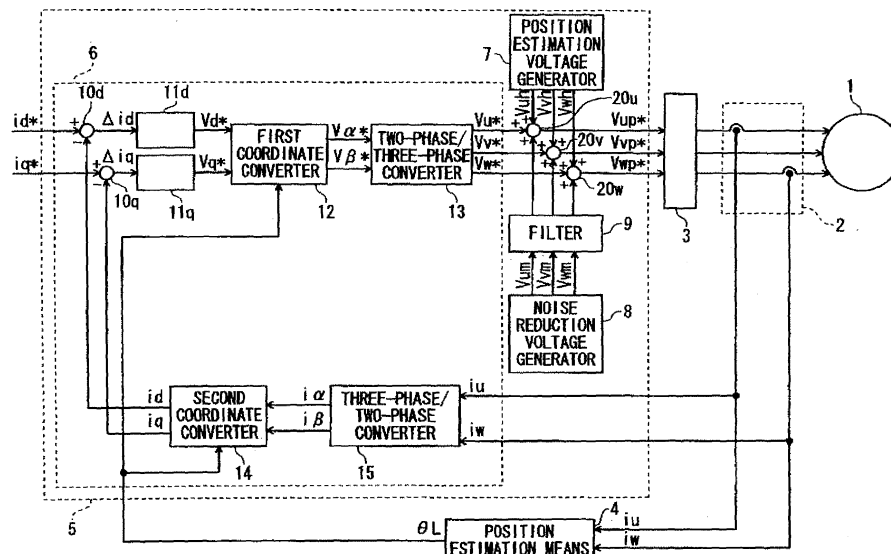 POSITION
ESTIMATION
VOLTAGE
GENERATOR
7
6
1
10d
11d
Vuh
Vvh
Vwh
20u
id*
+
-
Δid
Vd*
FIRST
COORDINATE
CONVERTER
12
Vα*
Vβ*
TWO-PHASE/
THREE-PHASE
CONVERTER
13
Vu*
Vv*
Vw*
+
+
+
20v
+
+
+
+
+
+
20w
Vup*
Vvp*
Vwp*
iq*
+
-
Δiq
Vq*
10q
11q
3
2
FILTER
9
Vum
Vvm
Vwm
NOISE
REDUCTION
VOLTAGE
GENERATOR
8
id
iq
SECOND
COORDINATE
CONVERTER
14
iα
iβ
THREE-PHASE/
TWO-PHASE
CONVERTER
15
iu
iw
5
θL
4
POSITION
ESTIMATION MEANS
iu
iw